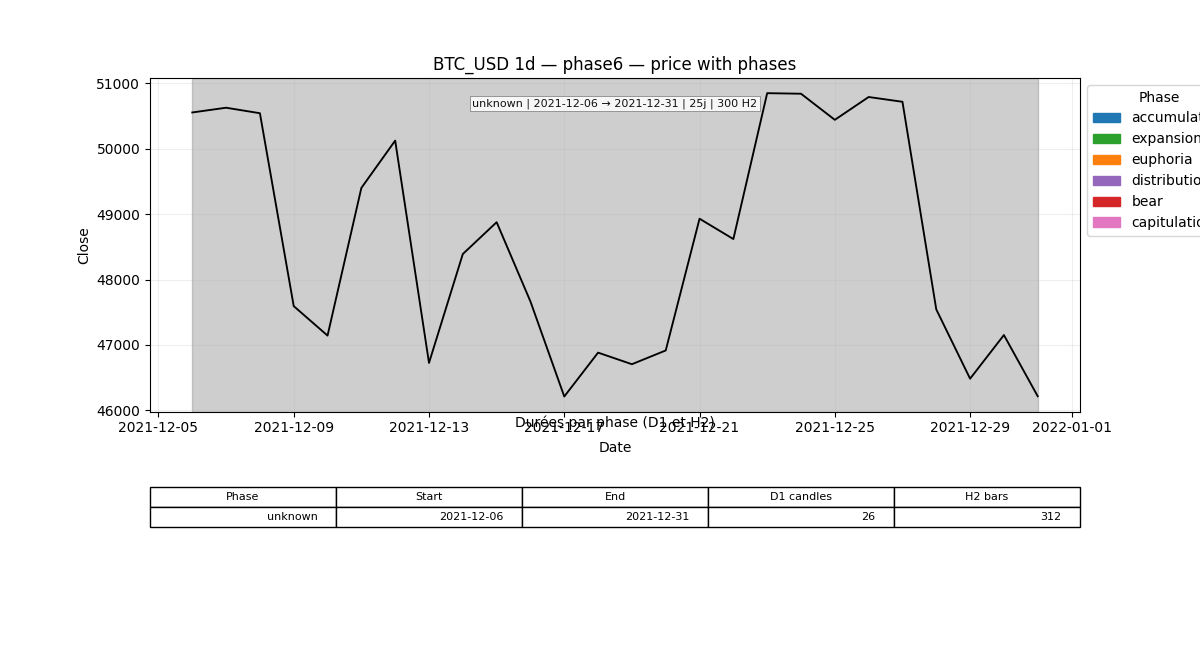 BTC_USD 1d — phase6 — price with phases
51000
50000
49000
48000
47000
46000
Close
unknown | 2021-12-06 → 2021-12-31 | 25j | 300 H2
Phase
accumulat
expansion
euphoria
distributio
bear
capitulatio
2021-12-05 2021-12-09 2021-12-13 2021-12-17 2021-12-21 2021-12-25 2021-12-29 2022-01-01
Durées par phase (D1 et H2)
Date
Phase Start End D1 candles H2 bars
unknown 2021-12-06 2021-12-31 26 312